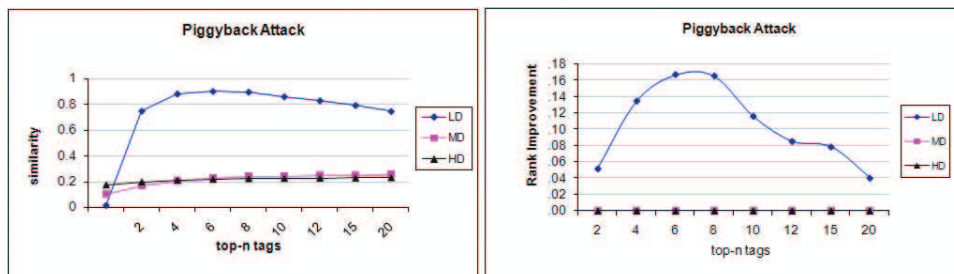 Piggyback Attack
1
0.8
0.6
0.4
0.2
0
similarity
2
4
6
8
10
12
15
20
top-n tags
LD
MD
HD
Piggyback Attack
.18
.16
.14
.12
.10
.08
.06
.04
.02
.00
Rank Improvement
2
4
6
8
10
12
15
20
top-n tags
LD
MD
HD